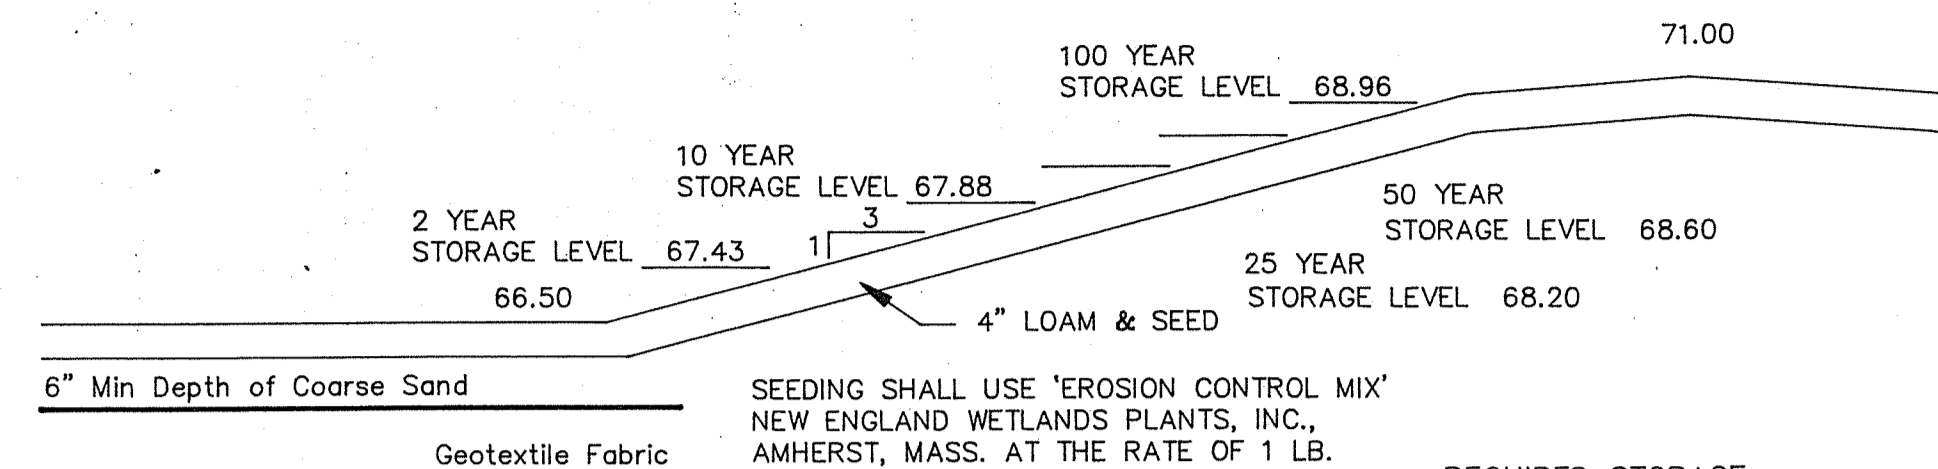 71.00
100 YEAR
STORAGE LEVEL 68.96
10 YEAR
STORAGE LEVEL 67.88
50 YEAR
STORAGE LEVEL 68.60
2 YEAR
STORAGE LEVEL 67.43
3
1
25 YEAR
STORAGE LEVEL 68.20
66.50
4" LOAM & SEED
6" Min Depth of Coarse Sand
Geotextile Fabric
SEEDING SHALL USE 'EROSION CONTROL MIX'
NEW ENGLAND WETLANDS PLANTS, INC.,
AMHERST, MASS. AT THE RATE OF 1 LB.
REQUIRED STORAGE